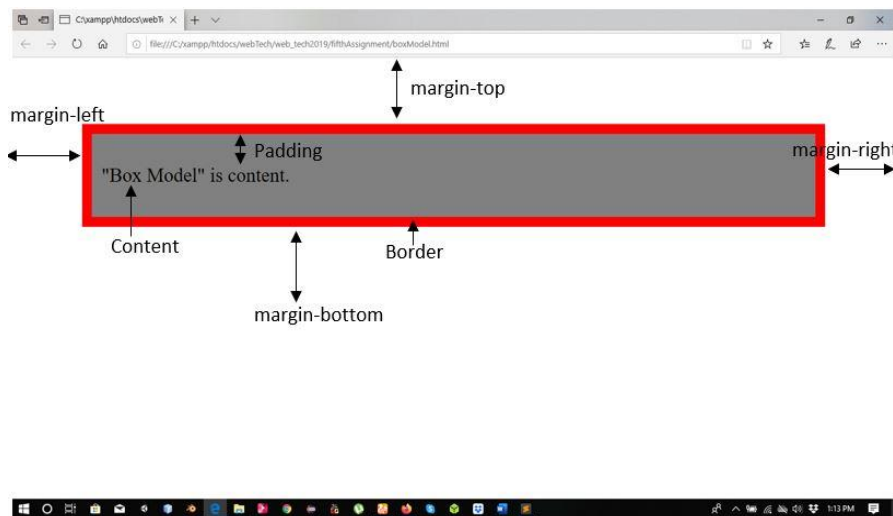 C:\xampp\htdocs\webTe
file:///C:/xampp/htdocs/webTech/web_tech2019/fifthAssignment/boxModel.html
margin-top
margin-left
Padding
margin-right
"Box Model" is content.
Content
Border
margin-bottom
1:13 PM